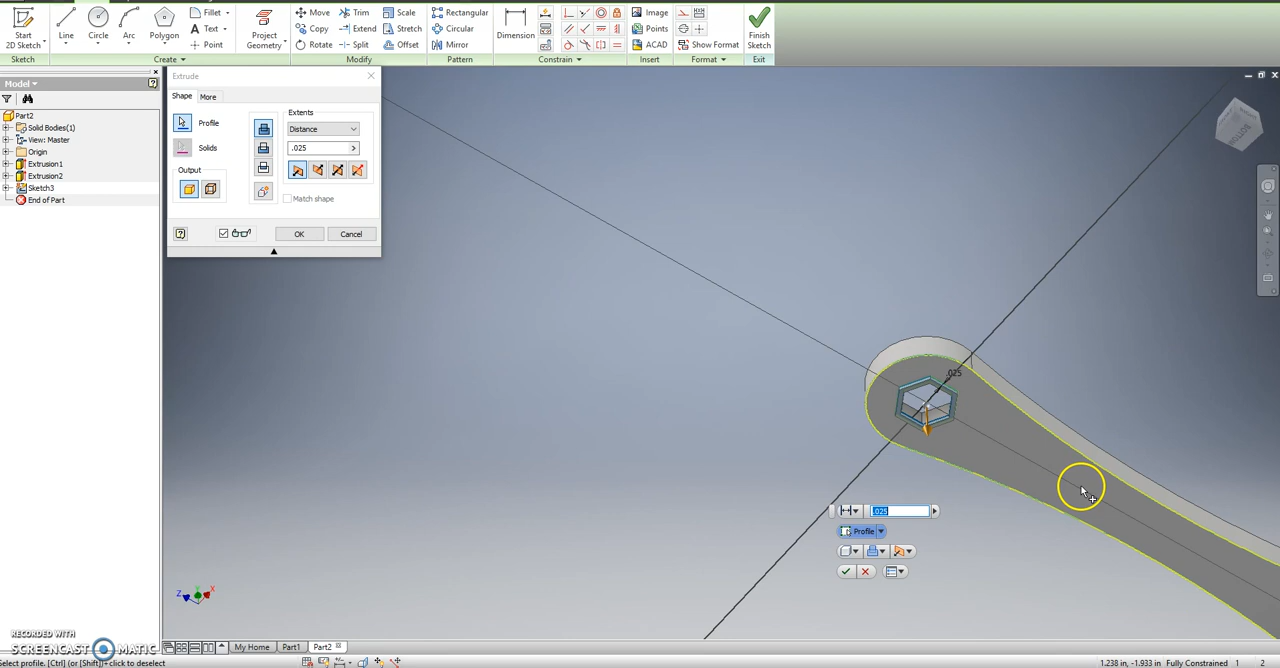 Start
2D Sketch
Line
Circle
Arc
Polygon
Fillet
Text
Point
Project
Geometry
Move
Copy
Rotate
Trim
Extend
Split
Scale
Stretch
Offset
Rectangular
Circular
Mirror
Dimension
Image
Points
ACAD
Show Format
Finish
Sketch
Sketch
Create
Modify
Pattern
Constrain
Insert
Format
Exit
Model
Part2
Solid Bodies(1)
View: Master
Origin
Extrusion1
Extrusion2
Sketch3
End of Part
Extrude
Shape
More
Profile
Solids
Output
Extents
Distance
.025
Match shape
OK
Cancel
BOTTOM
.025
.025
Profile
Z
Y
X
RECORDED WITH
SCREENCAST MATIC
My Home
Part1
Part2
Select profile. [Ctrl] (or [Shift]+click to deselect
1.238 in, -1.933 in
Fully Constrained
1
2